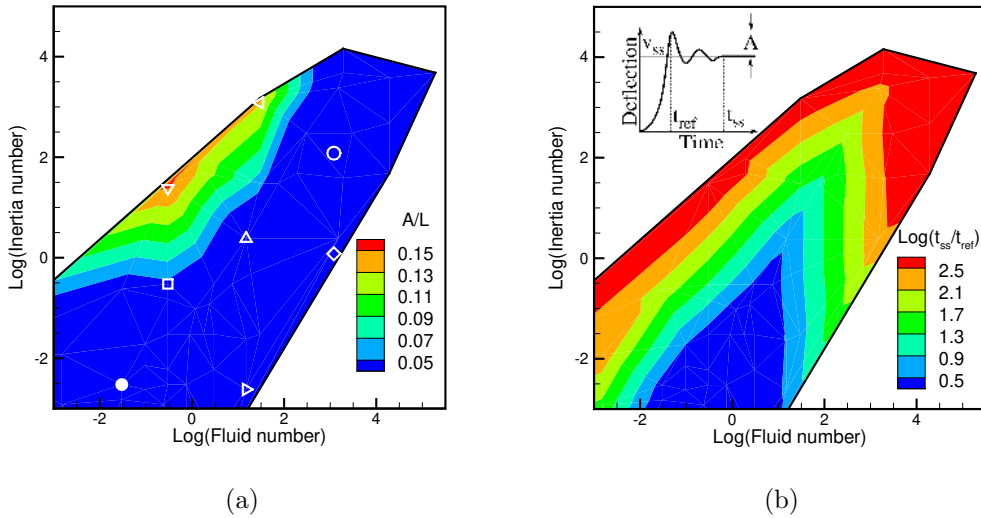 4
2
0
-2
-2
0
2
4
Log(Inertia number)
Log(Fluid number)
A/L
0.15
0.13
0.11
0.09
0.07
0.05
(a)
4
2
0
-2
-2
0
2
4
Log(Inertia number)
Log(Fluid number)
Deflection
v_ss
A
t_ref
t_ss
Time
Log(t_ss/t_ref)
2.5
2.1
1.7
1.3
0.9
0.5
(b)